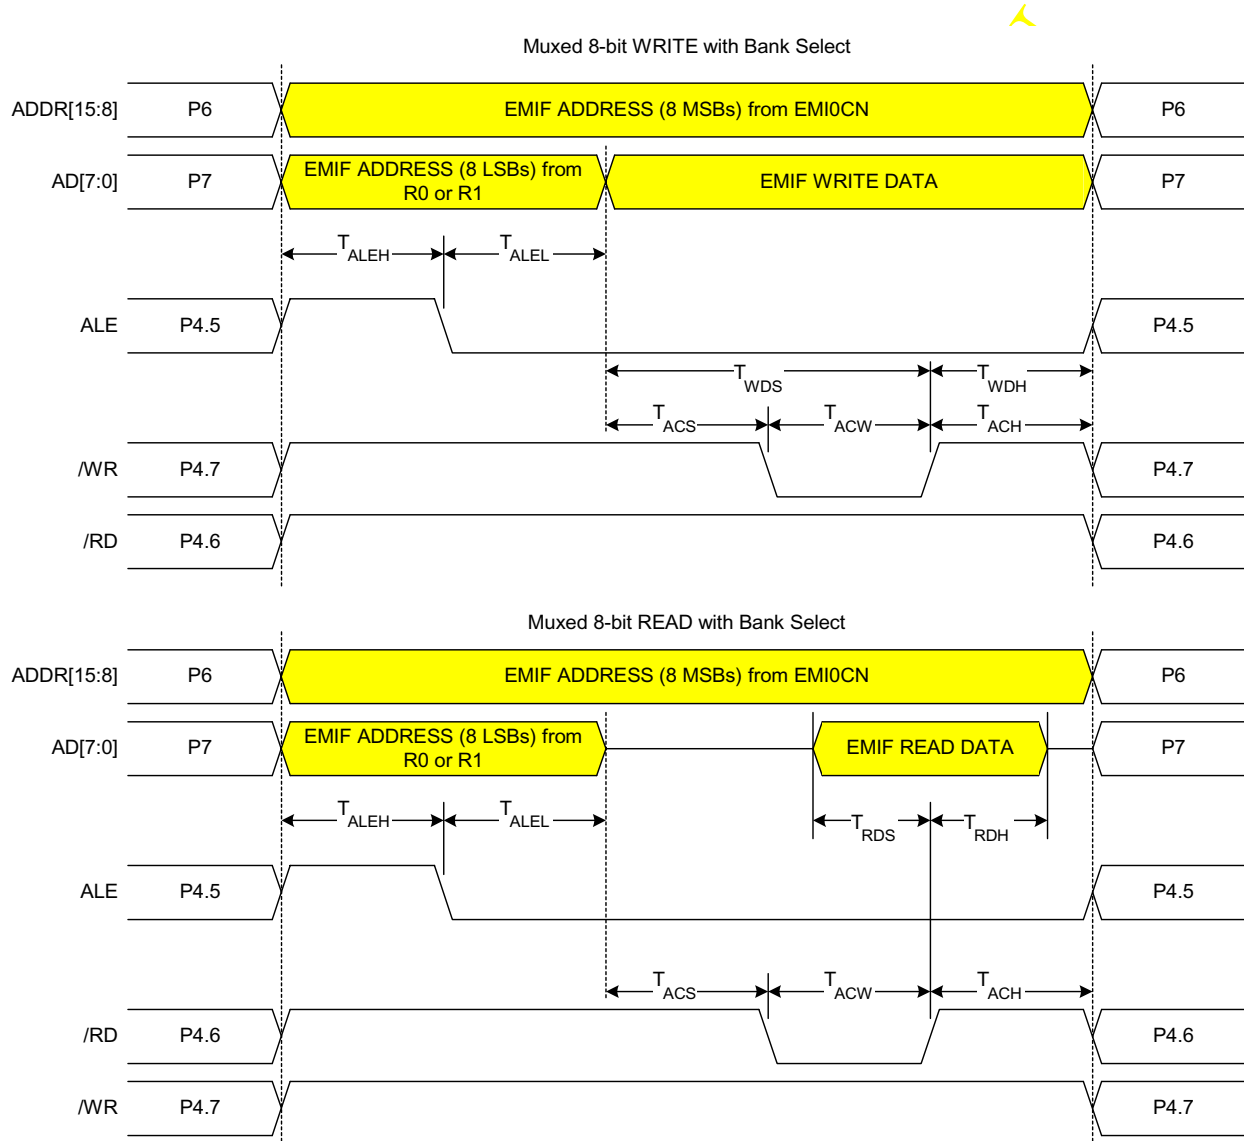 Muxed 8-bit WRITE with Bank Select
ADDR[15:8] P6 EMIF ADDRESS (8 MSBs) from EMI0CN P6
AD[7:0] P7 EMIF ADDRESS (8 LSBs) from
R0 or R1 EMIF WRITE DATA P7
TALEH TALEL
ALE P4.5 P4.5
TWDS TWDH
TACS TACW TACH
/WR P4.7 P4.7
/RD P4.6 P4.6
Muxed 8-bit READ with Bank Select
ADDR[15:8] P6 EMIF ADDRESS (8 MSBs) from EMI0CN P6
AD[7:0] P7 EMIF ADDRESS (8 LSBs) from
R0 or R1 EMIF READ DATA P7
TALEH TALEL TRDS TRDH
ALE P4.5 P4.5
TACS TACW TACH
/RD P4.6 P4.6
/WR P4.7 P4.7